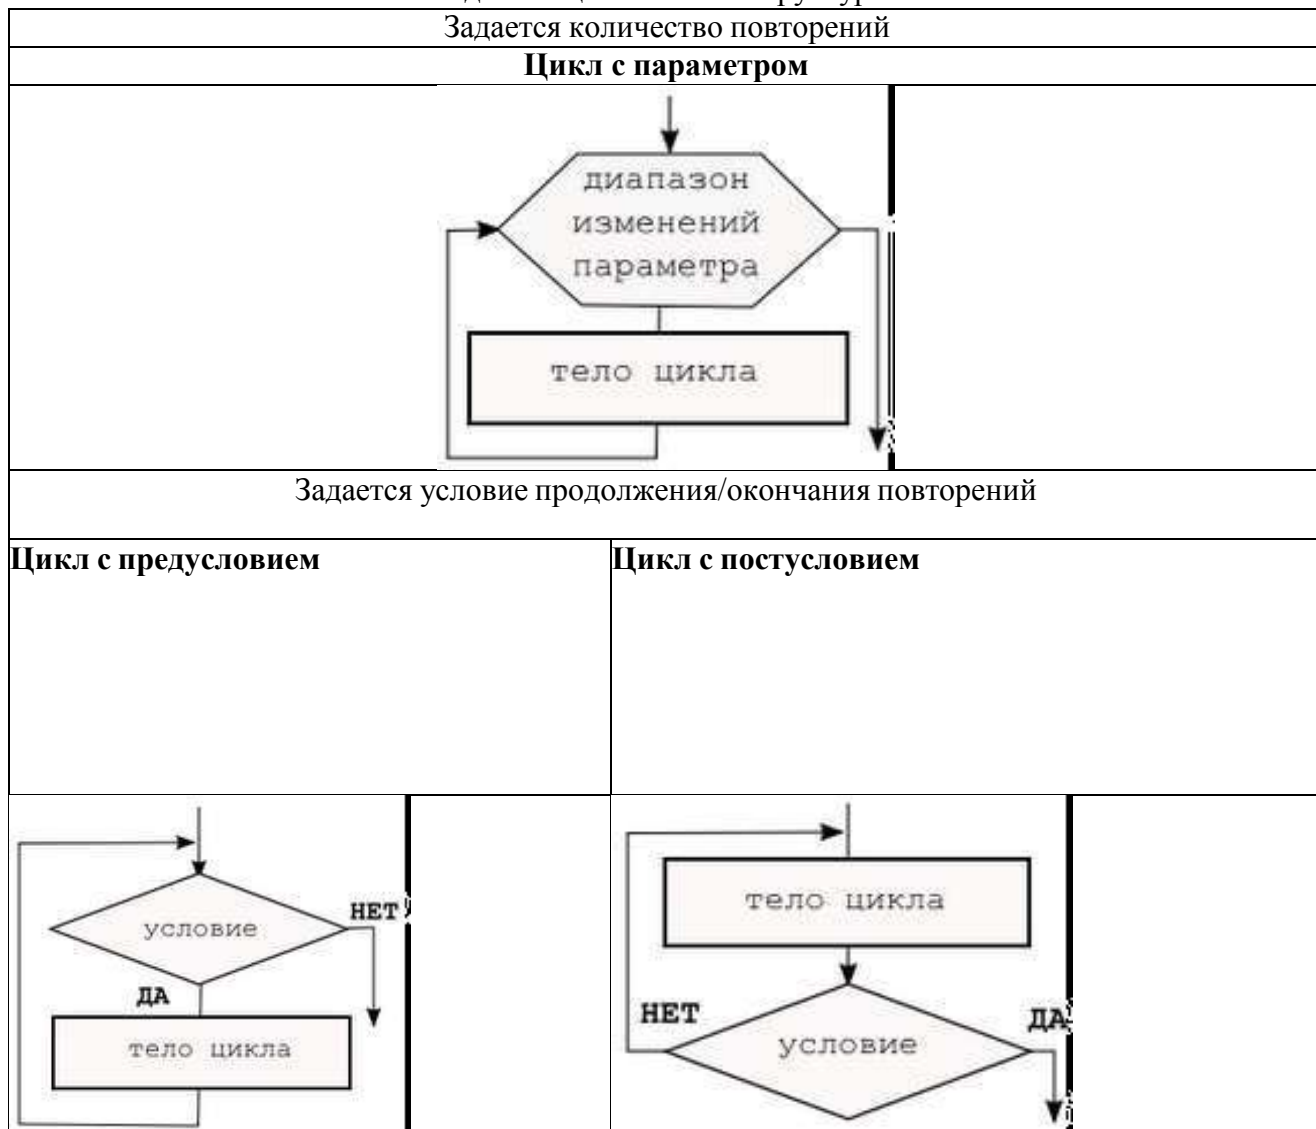 Задается количество повторений
Цикл с параметром
диапазон
изменений
параметра
тело цикла
Задается условие продолжения/окончания повторений
Цикл с предусловием
Цикл с постусловием
условие
НЕТ
ДА
тело цикла
тело цикла
НЕТ
ДА
условие